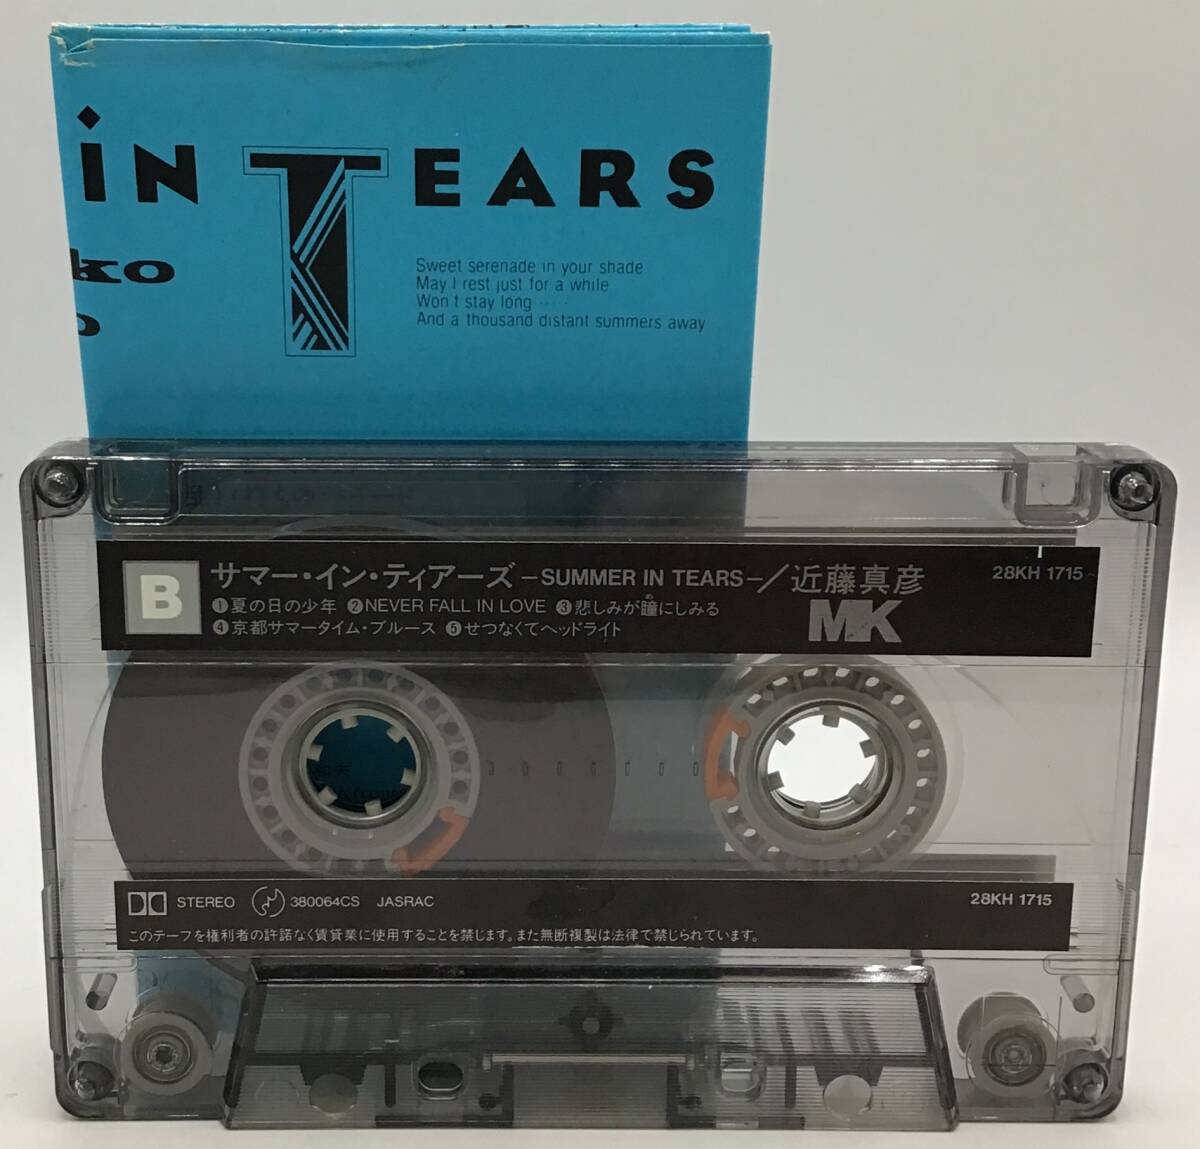 in TEARS
ko
o
Sweet serenade in your shade
May I rest just for a while
Won t stay long……
And a thousand distant summers away
B
サマー・イン・ティアーズ –SUMMER IN TEARS–／近藤真彦
28KH 1715
❶夏の日の少年 ❷NEVER FALL IN LOVE ❸悲しみが瞳にしみる
の
❹京都サマータイム・ブルース ❺せつなくてヘッドライト
MK
STEREO 380064CS JASRAC
28KH 1715
このテープを権利者の許諾なく賃貸業に使用することを禁じます。また無断複製は法律で禁じられています。